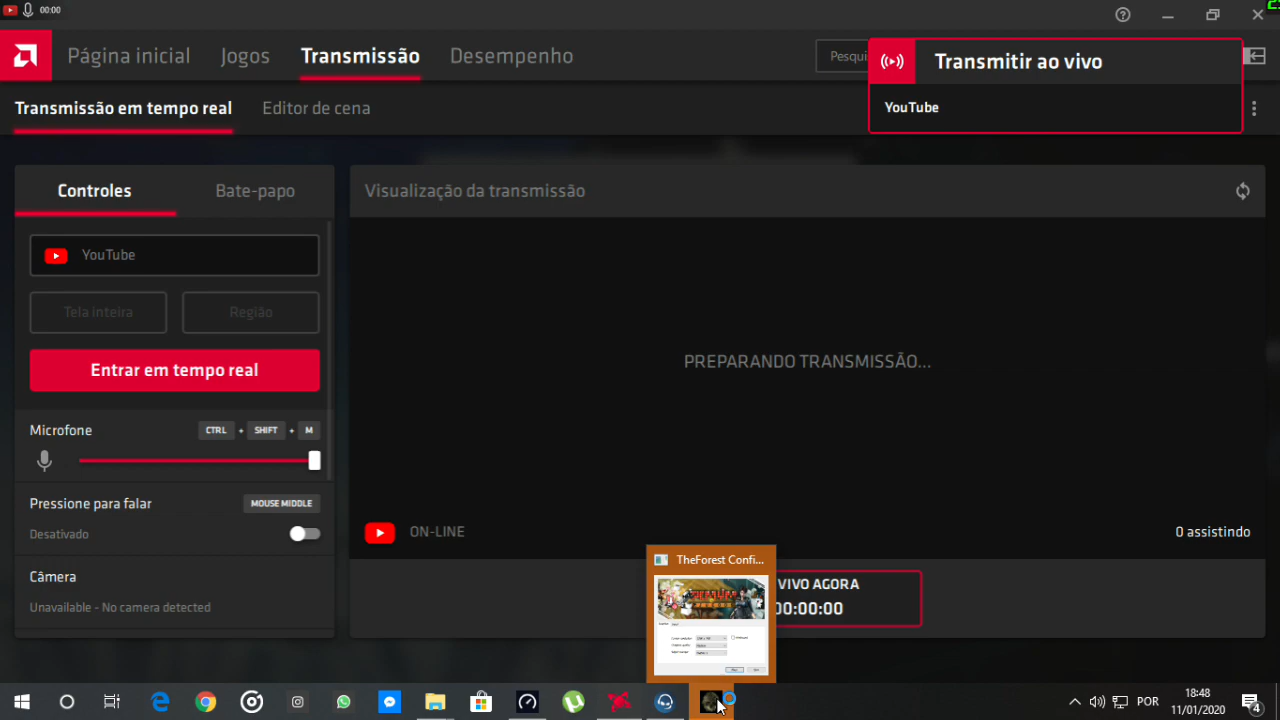 00:00
Página inicial
Jogos
Transmissão
Desempenho
Pesqui
Transmitir ao vivo
YouTube
Transmissão em tempo real
Editor de cena
Controles
Bate-papo
Visualização da transmissão
YouTube
Tela inteira
Região
Entrar em tempo real
PREPARANDO TRANSMISSÃO...
Microfone
CTRL + SHIFT + M
Pressione para falar
MOUSE MIDDLE
Desativado
ON-LINE
0 assistindo
Câmera
Unavailable - No camera detected
TheForest Confi...
VIVO AGORA
00:00:00
POR
18:48
11/01/2020
4